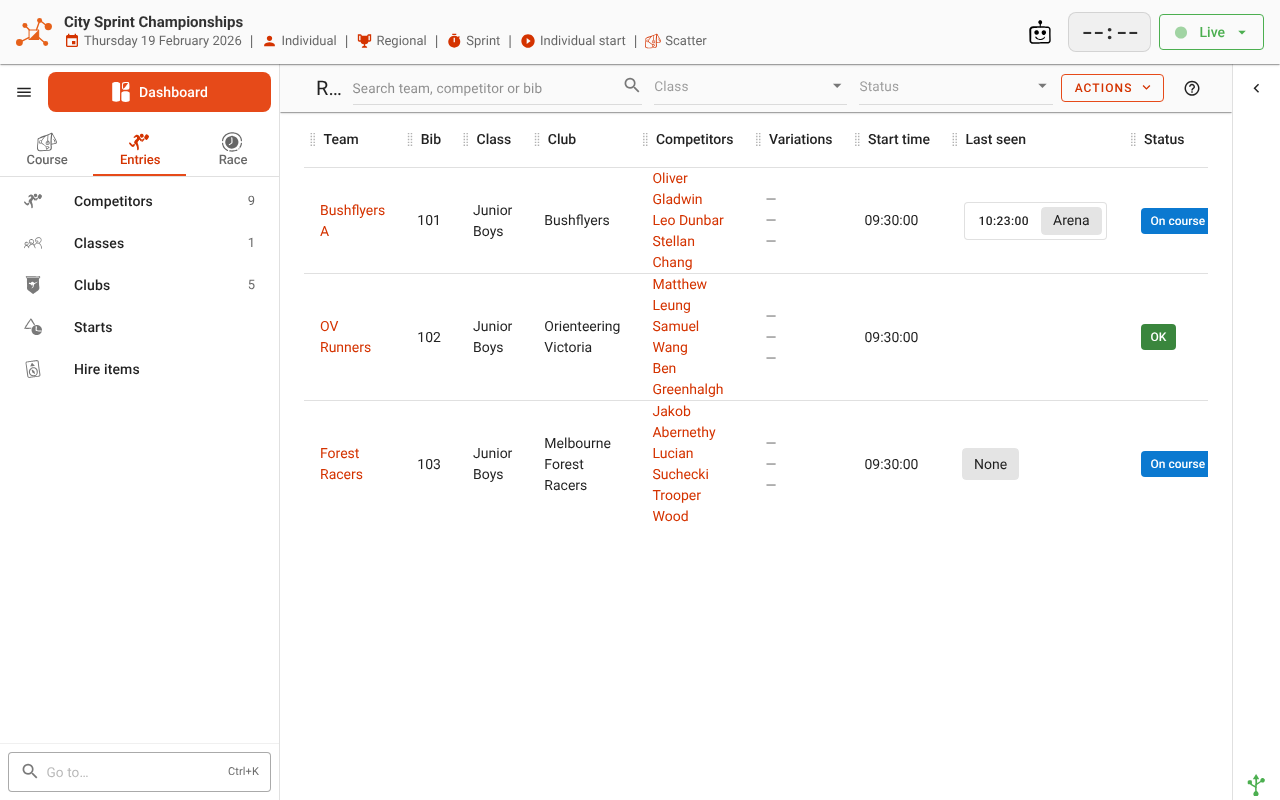 City Sprint Championships
Thursday 19 February 2026 | Individual | Regional | Sprint | Individual start | Scatter
--:--
Live
Dashboard
Course
Entries
Race
Competitors 9
Classes 1
Clubs 5
Starts
Hire items
Go to...
Ctrl+K
R...
Search team, competitor or bib
Class
Status
ACTIONS
Team Bib Class Club Competitors Variations Start time Last seen Status
Bushflyers
A
101
Junior
Boys
Bushflyers
Oliver
Gladwin
Leo Dunbar
Stellan
Chang
—
—
—
09:30:00
10:23:00 Arena
On course
OV
Runners
102
Junior
Boys
Orienteering
Victoria
Matthew
Leung
Samuel
Wang
Ben
Greenhalgh
—
—
—
09:30:00
OK
Forest
Racers
103
Junior
Boys
Melbourne
Forest
Racers
Jakob
Abernethy
Lucian
Suchecki
Trooper
Wood
—
—
—
09:30:00
None
On course